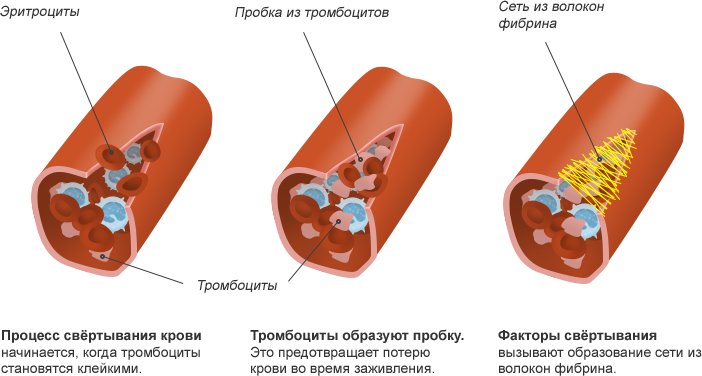 Эритроциты
Пробка из тромбоцитов
Сеть из волокон
фибрина
Тромбоциты
Процесс свёртывания крови
начинается, когда тромбоциты
становятся клейкими.
Тромбоциты образуют пробку.
Это предотвращает потерю
крови во время заживления.
Факторы свёртывания
вызывают образование сети из
волокон фибрина.